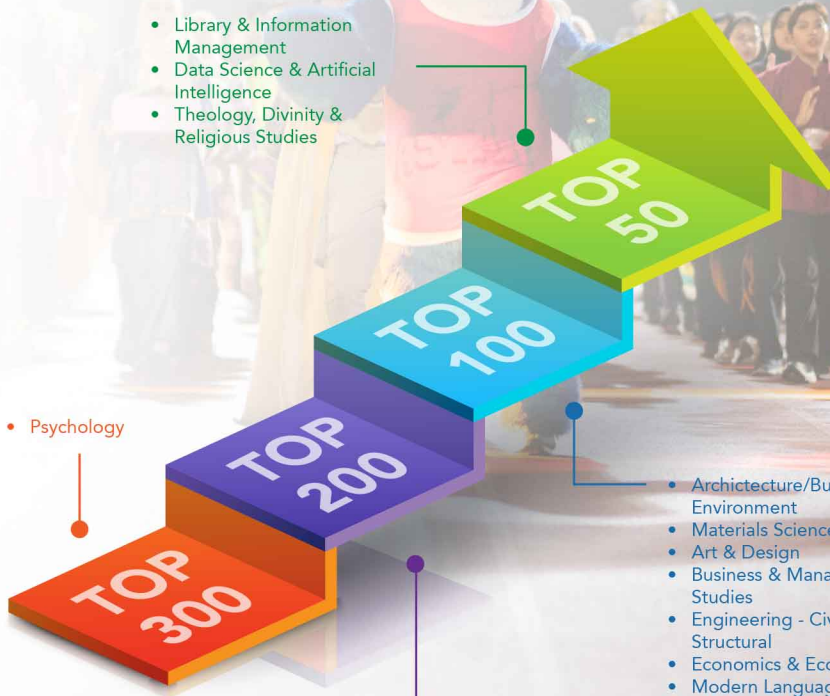 • Library & Information
Management
• Data Science & Artificial
Intelligence
• Theology, Divinity &
Religious Studies
TOP
50
TOP
100
• Psychology
TOP
200
• Archictecture/Bu
Environment
• Materials Science
• Art & Design
• Business & Mana
Studies
• Engineering - Civ
Structural
• Economics & Eco
• Modern Languag
TOP
300